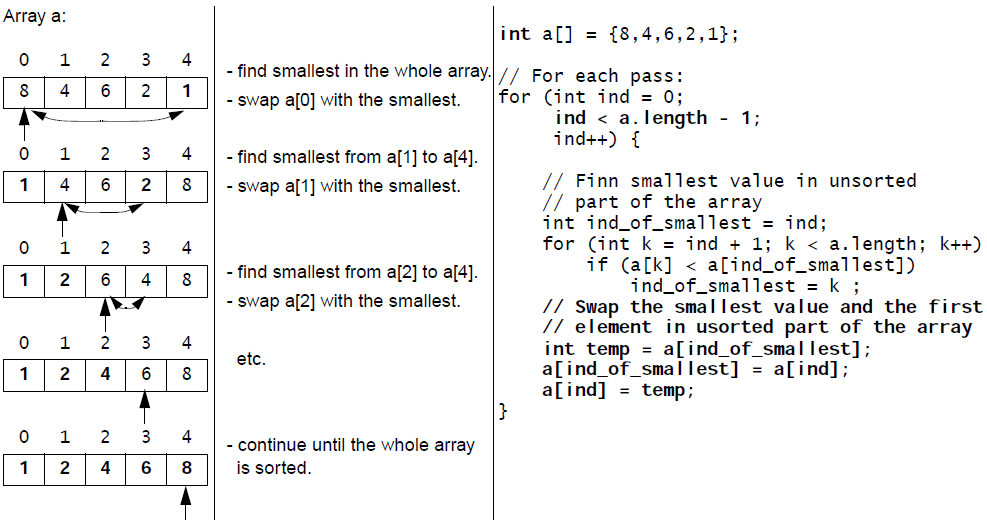 Array a:
0 1 2 3 4
8 4 6 2 1
0 1 2 3 4
1 4 6 2 8
0 1 2 3 4
1 2 6 4 8
0 1 2 3 4
1 2 4 6 8
0 1 2 3 4
1 2 4 6 8
- find smallest in the whole array.
- swap a[0] with the smallest.
- find smallest from a[1] to a[4].
- swap a[1] with the smallest.
- find smallest from a[2] to a[4].
- swap a[2] with the smallest.
etc.
- continue until the whole array
is sorted.
int a[] = {8,4,6,2,1};
// For each pass:
for (int ind = 0;
ind < a.length - 1;
ind++) {
// Finn smallest value in unsorted
// part of the array
int ind_of_smallest = ind;
for (int k = ind + 1; k < a.length; k++)
if (a[k] < a[ind_of_smallest])
ind_of_smallest = k ;
// Swap the smallest value and the first
// element in usorted part of the array
int temp = a[ind_of_smallest];
a[ind_of_smallest] = a[ind];
a[ind] = temp;
}